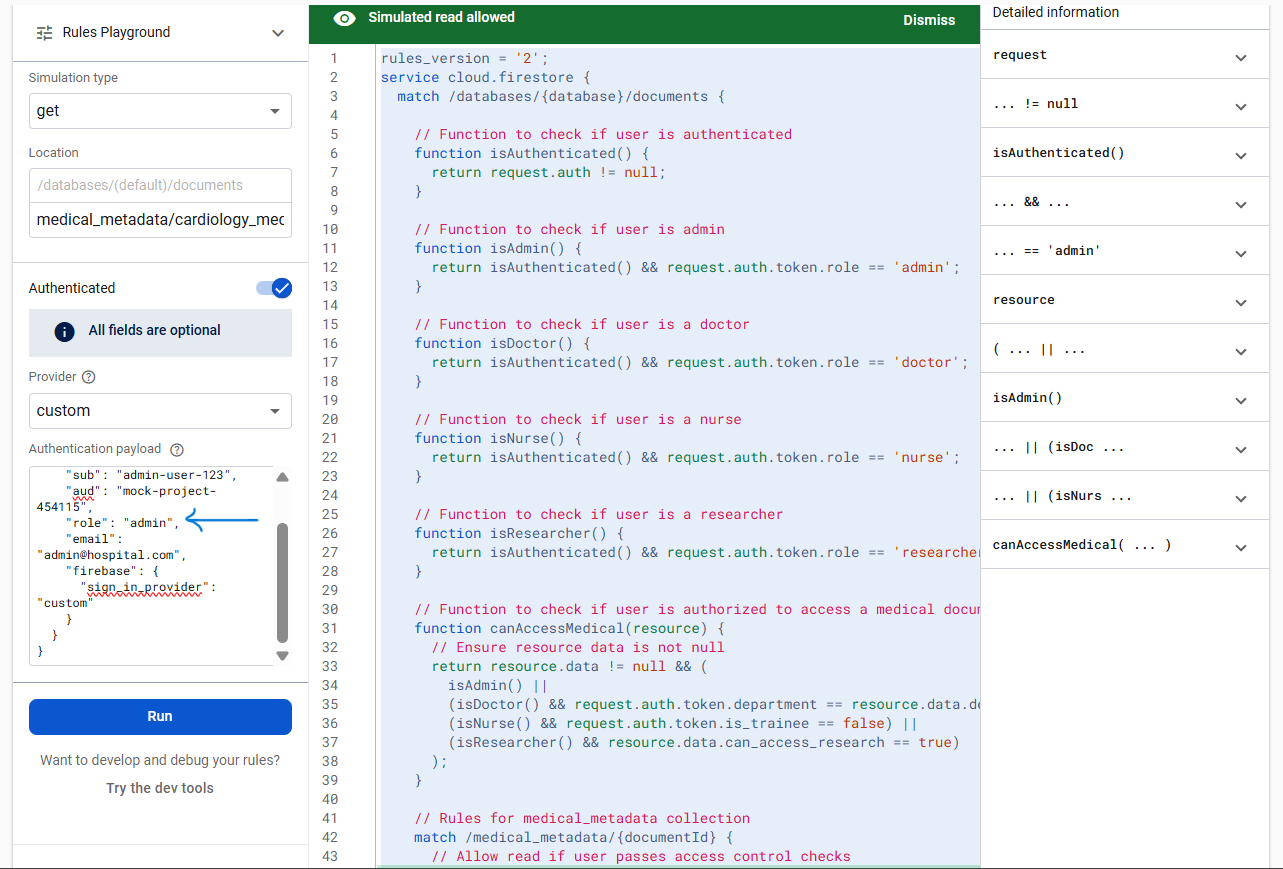 Rules Playground
Simulation type
get
Location
/databases/(default)/documents
medical_metadata/cardiology_med
Authenticated
All fields are optional
Provider
custom
Authentication payload
"sub": "admin-user-123",
"aud": "mock-project-
454115",
"role": "admin",
"email":
"admin@hospital.com",
"firebase": {
"sign_in_provider":
"custom"
}
}
}
Run
Want to develop and debug your rules?
Try the dev tools
Simulated read allowed
Dismiss
1 rules_version = '2';
2 service cloud.firestore {
3 match /databases/{database}/documents {
4
5 // Function to check if user is authenticated
6 function isAuthenticated() {
7 return request.auth != null;
8 }
9
10 // Function to check if user is admin
11 function isAdmin() {
12 return isAuthenticated() && request.auth.token.role == 'admin';
13 }
14
15 // Function to check if user is a doctor
16 function isDoctor() {
17 return isAuthenticated() && request.auth.token.role == 'doctor';
18 }
19
20 // Function to check if user is a nurse
21 function isNurse() {
22 return isAuthenticated() && request.auth.token.role == 'nurse';
23 }
24
25 // Function to check if user is a researcher
26 function isResearcher() {
27 return isAuthenticated() && request.auth.token.role == 'researcher
28 }
29
30 // Function to check if user is authorized to access a medical docum
31 function canAccessMedical(resource) {
32 // Ensure resource data is not null
33 return resource.data != null && (
34 isAdmin() ||
35 (isDoctor() && request.auth.token.department == resource.data.de
36 (isNurse() && request.auth.token.is_trainee == false) ||
37 (isResearcher() && resource.data.can_access_research == true)
38 );
39 }
40
41 // Rules for medical_metadata collection
42 match /medical_metadata/{documentId} {
43 // Allow read if user passes access control checks
Detailed information
request
... != null
isAuthenticated()
... && ...
... == 'admin'
resource
( ... || ...
isAdmin()
... || (isDoc ...
... || (isNurs ...
canAccessMedical( ... )